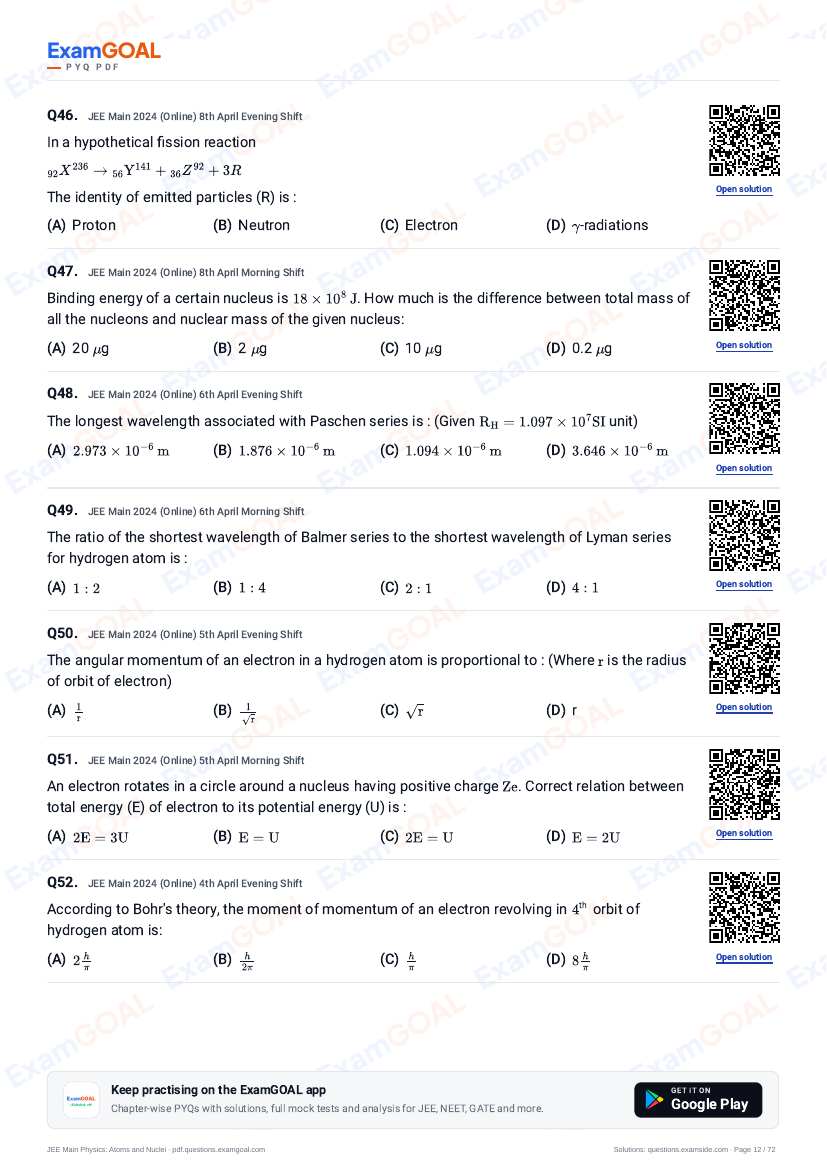 ExamGOAL
PYQ PDF
Q46. JEE Main 2024 (Online) 8th April Evening Shift
In a hypothetical fission reaction
₉₂X²³⁶ → ₅₆Y¹⁴¹ + ₃₆Z⁹² + 3R
The identity of emitted particles (R) is :
(A) Proton (B) Neutron (C) Electron (D) γ-radiations
Open solution
Q47. JEE Main 2024 (Online) 8th April Morning Shift
Binding energy of a certain nucleus is 18 × 10⁸ J. How much is the difference between total mass of
all the nucleons and nuclear mass of the given nucleus:
(A) 20 μg (B) 2 μg (C) 10 μg (D) 0.2 μg
Open solution
Q48. JEE Main 2024 (Online) 6th April Evening Shift
The longest wavelength associated with Paschen series is : (Given R_H = 1.097 × 10⁷SI unit)
(A) 2.973 × 10⁻⁶ m (B) 1.876 × 10⁻⁶ m (C) 1.094 × 10⁻⁶ m (D) 3.646 × 10⁻⁶ m
Open solution
Q49. JEE Main 2024 (Online) 6th April Morning Shift
The ratio of the shortest wavelength of Balmer series to the shortest wavelength of Lyman series
for hydrogen atom is :
(A) 1 : 2 (B) 1 : 4 (C) 2 : 1 (D) 4 : 1
Open solution
Q50. JEE Main 2024 (Online) 5th April Evening Shift
The angular momentum of an electron in a hydrogen atom is proportional to : (Where r is the radius
of orbit of electron)
(A) 1/r (B) 1/√r (C) √r (D) r
Open solution
Q51. JEE Main 2024 (Online) 5th April Morning Shift
An electron rotates in a circle around a nucleus having positive charge Ze. Correct relation between
total energy (E) of electron to its potential energy (U) is :
(A) 2E = 3U (B) E = U (C) 2E = U (D) E = 2U
Open solution
Q52. JEE Main 2024 (Online) 4th April Evening Shift
According to Bohr's theory, the moment of momentum of an electron revolving in 4ᵗʰ orbit of
hydrogen atom is:
(A) 2 h/π (B) h/2π (C) h/π (D) 8 h/π
Open solution
ExamGOAL
Keep practising on the ExamGOAL app
Chapter-wise PYQs with solutions, full mock tests and analysis for JEE, NEET, GATE and more.
GET IT ON
Google Play
JEE Main Physics: Atoms and Nuclei · pdf.questions.examgoal.com
Solutions: questions.examside.com · Page 12 / 72